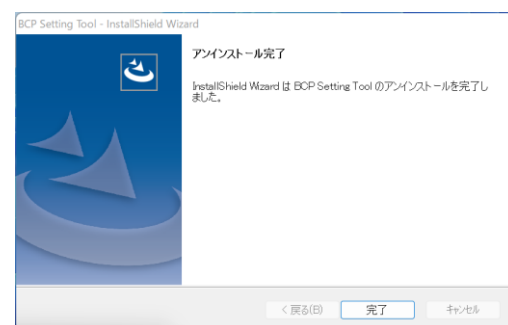 BCP Setting Tool - InstallShield Wizard
アンインストール完了
InstallShield Wizard は BCP Setting Tool のアンインストールを完了し
ました。
< 戻る(B)
完了
キャンセル